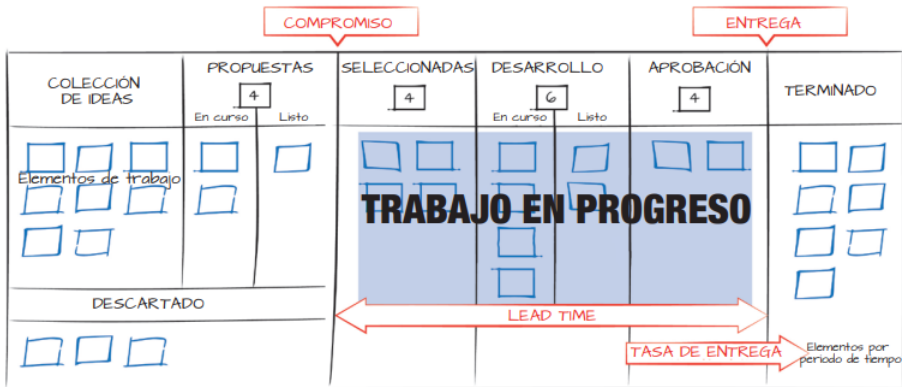 COMPROMISO
ENTREGA
COLECCIÓN
DE IDEAS
PROPUESTAS
4
En curso
Listo
SELECCIONADAS
4
DESARROLLO
6
En curso
Listo
APROBACIÓN
4
TERMINADO
Elementos de trabajo
TRABAJO EN PROGRESO
DESCARTADO
LEAD TIME
TASA DE ENTREGA
Elementos por
periodo de tiempo